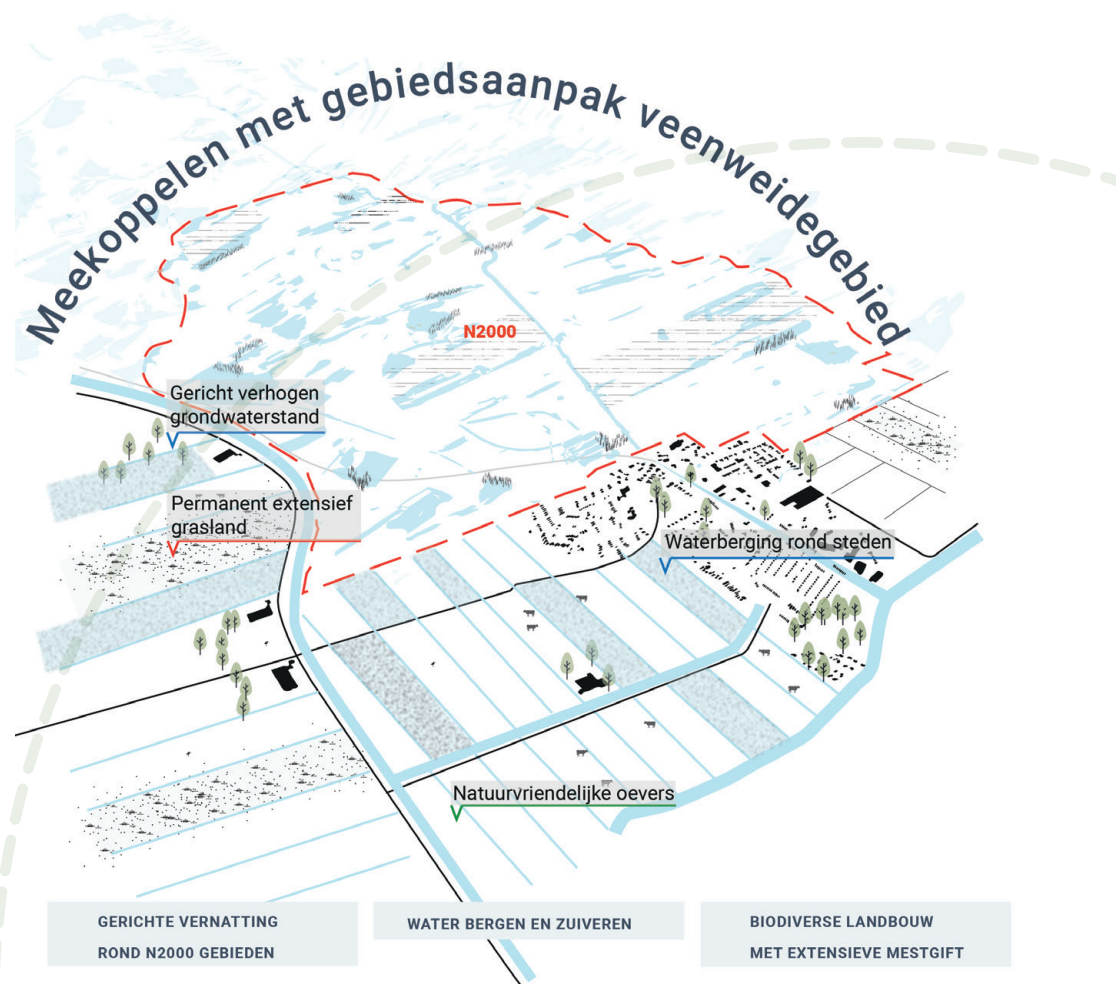 Meekoppelen met gebiedsaanpak veenweidegebied
N2000
Gericht verhogen
grondwaterstand
Permanent extensief
grasland
Waterberging rond steden
Natuurvriendelijke oevers
GERICHTE VERNATTING
ROND N2000 GEBIEDEN
WATER BERGEN EN ZUIVEREN
BIODIVERSE LANDBOUW
MET EXTENSIEVE MESTGIFT